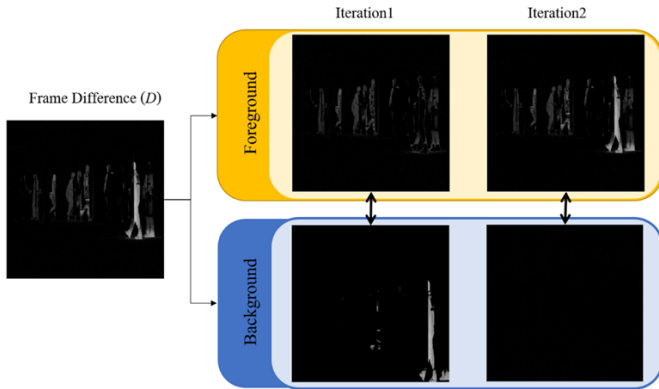 Iteration1
Iteration2
Frame Difference (D)
Foreground
Background